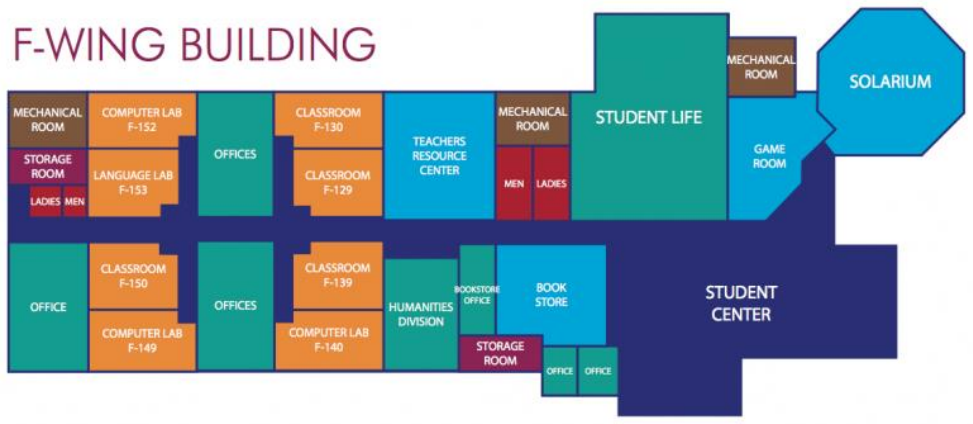 F-WING BUILDING
MECHANICAL
ROOM
COMPUTER LAB
F-152
OFFICES
CLASSROOM
F-130
TEACHERS
RESOURCE
CENTER
MECHANICAL
ROOM
STUDENT LIFE
MECHANICAL
ROOM
SOLARIUM
STORAGE
ROOM
LANGUAGE LAB
F-153
CLASSROOM
F-129
GAME
ROOM
LADIES
MEN
MEN
LADIES
OFFICE
CLASSROOM
F-150
OFFICES
CLASSROOM
F-139
HUMANITIES
DIVISION
BOOKSTORE
OFFICE
BOOK
STORE
STUDENT
CENTER
COMPUTER LAB
F-149
COMPUTER LAB
F-140
STORAGE
ROOM
OFFICE
OFFICE